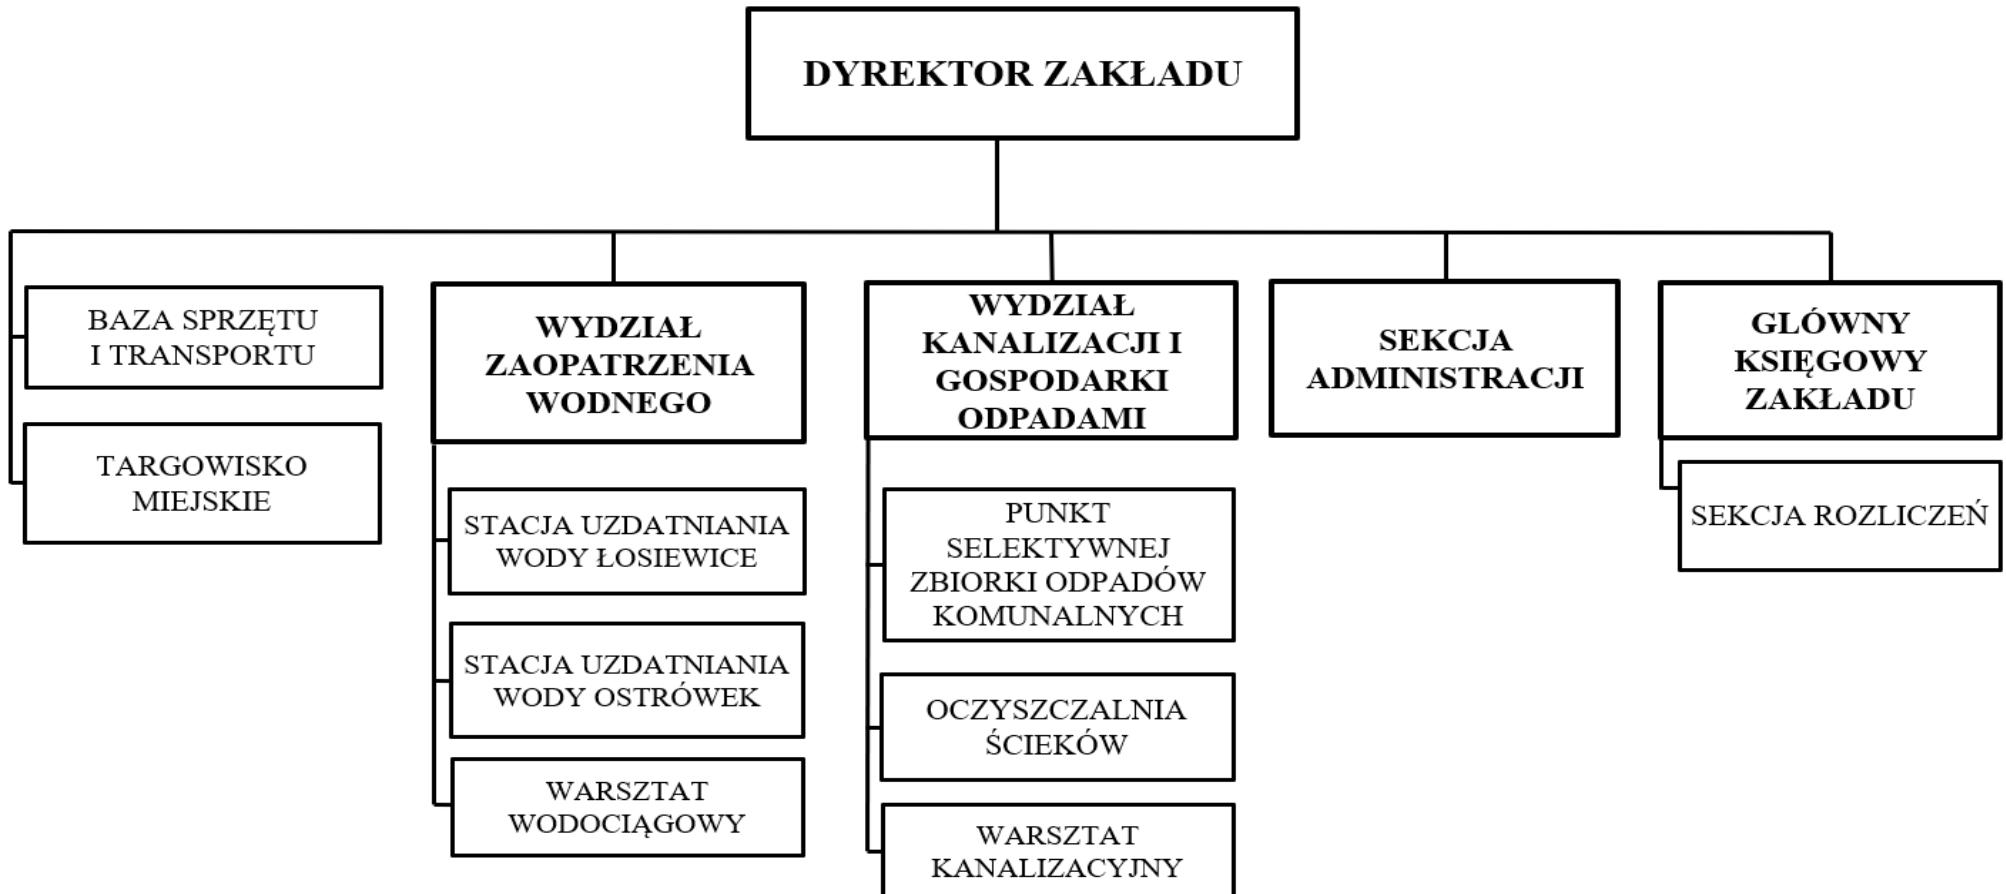 DYREKTOR ZAKŁADU
BAZA SPRZĘTU
I TRANSPORTU
TARGOWISKO
MIEJSKIE
WYDZIAŁ
ZAOPATRZENIA
WODNEGO
STACJA UZDATNIANIA
WODY ŁOSIEWICE
STACJA UZDATNIANIA
WODY OSTRÓWEK
WARSZTAT
WODOCIĄGOWY
WYDZIAŁ
KANALIZACJI I
GOSPODARKI
ODPADAMI
PUNKT
SELEKTYWNEJ
ZBIORKI ODPADÓW
KOMUNALNYCH
OCZYSZCZALNIA
ŚCIEKÓW
WARSZTAT
KANALIZACYJNY
SEKCJA
ADMINISTRACJI
GLÓWNY
KSIĘGOWY
ZAKŁADU
SEKCJA ROZLICZEŃ